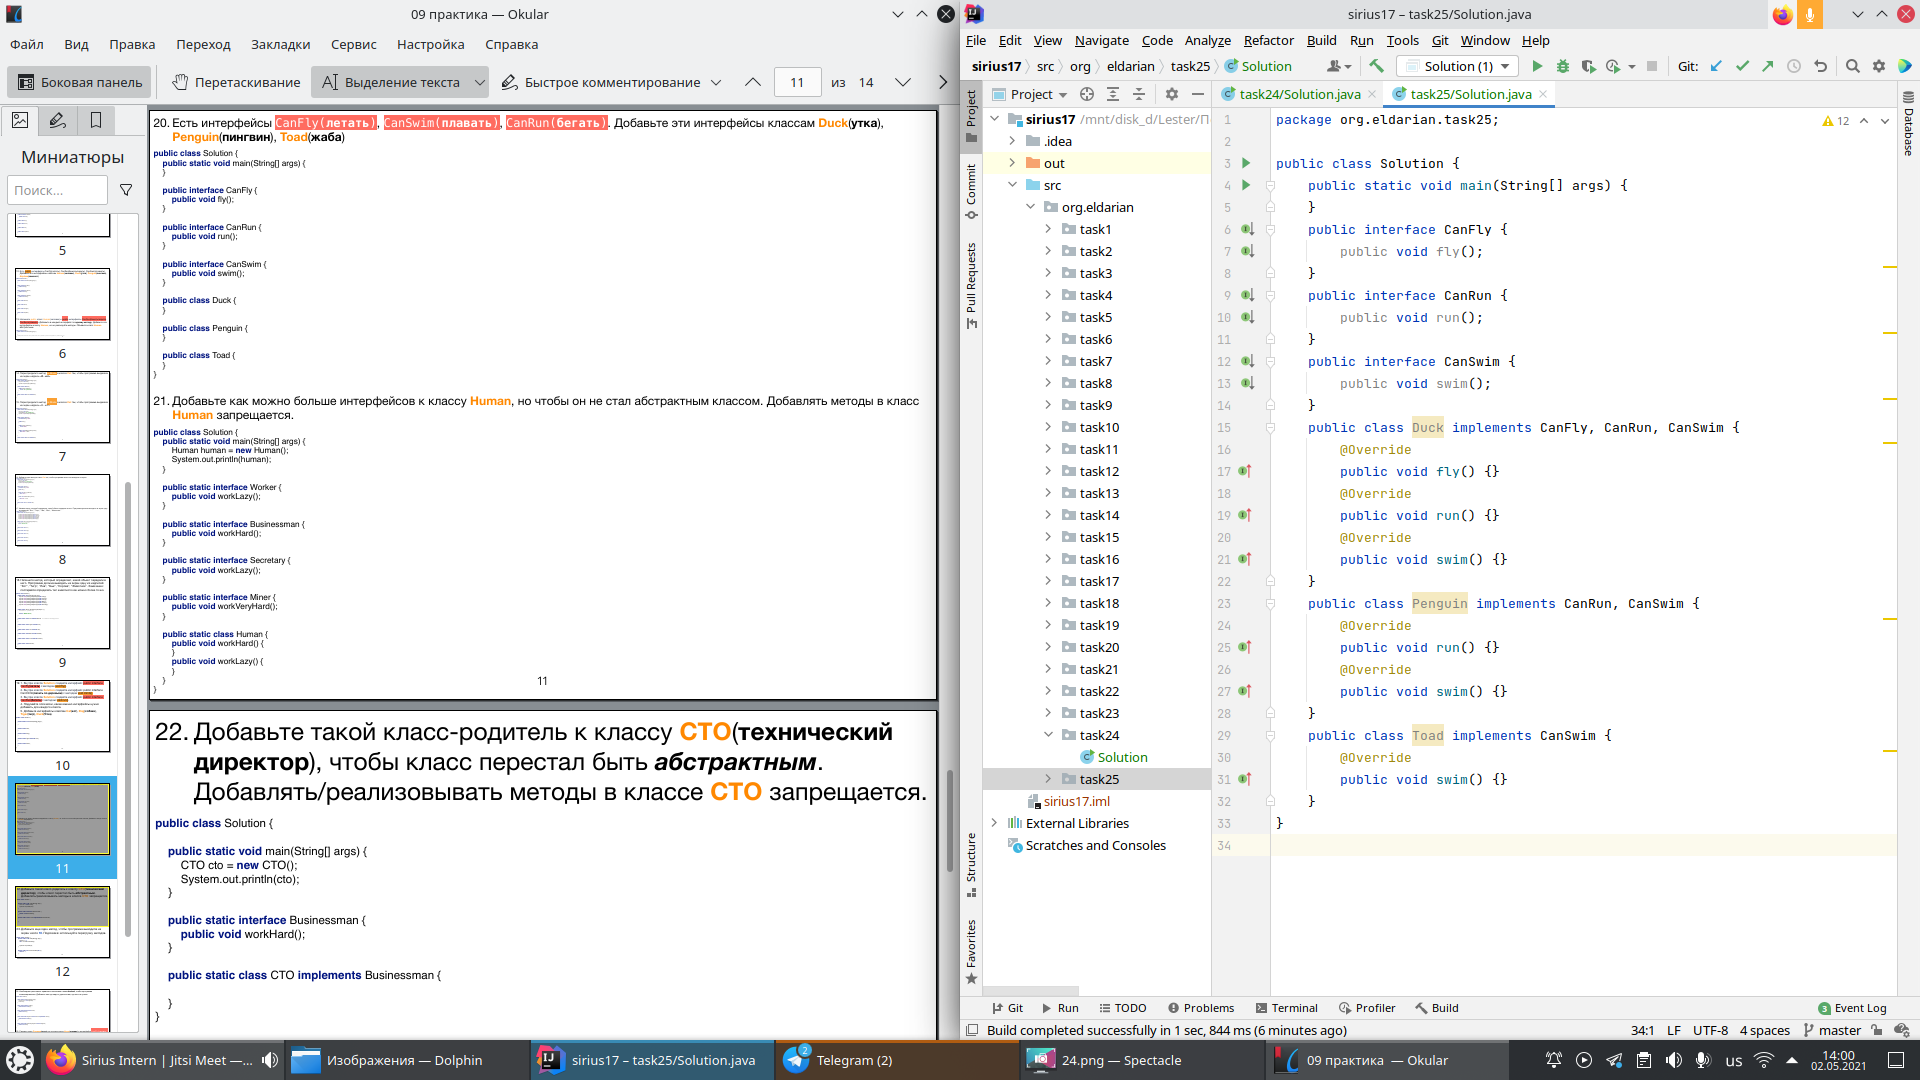 09 практика — Okular
Файл Вид Правка Переход Закладки Сервис Настройка Справка
Боковая панель Перетаскивание Выделение текста Быстрое комментирование 11 из 14
Миниатюры
Поиск...
5
6
7
8
9
10
11
12
20. Есть интерфейсы CanFly(летать), CanSwim(плавать), CanRun(бегать). Добавьте эти интерфейсы классам Duck(утка),
Penguin(пингвин), Toad(жаба)
public class Solution {
public static void main(String[] args) {
}
public interface CanFly {
public void fly();
}
public interface CanRun {
public void run();
}
public interface CanSwim {
public void swim();
}
public class Duck {
}
public class Penguin {
}
public class Toad {
}
}
21. Добавьте как можно больше интерфейсов к классу Human, но чтобы он не стал абстрактным классом. Добавлять методы в класс
Human запрещается.
public class Solution {
public static void main(String[] args) {
Human human = new Human();
System.out.println(human);
}
public static interface Worker {
public void workLazy();
}
public static interface Businessman {
public void workHard();
}
public static interface Secretary {
public void workLazy();
}
public static interface Miner {
public void workVeryHard();
}
public static class Human {
public void workHard() {
}
public void workLazy() {
}
}
}
11
22. Добавьте такой класс-родитель к классу CTO(технический
директор), чтобы класс перестал быть абстрактным.
Добавлять/реализовывать методы в классе CTO запрещается.
public class Solution {
public static void main(String[] args) {
CTO cto = new CTO();
System.out.println(cto);
}
public static interface Businessman {
public void workHard();
}
public static class CTO implements Businessman {
}
}
sirius17 – task25/Solution.java
File Edit View Navigate Code Analyze Refactor Build Run Tools Git Window Help
sirius17 src org eldarian task25 Solution Solution (1) Git:
Project
Commit
Pull Requests
Structure
Favorites
Database
Project
sirius17 /mnt/disk_d/Lester/П
.idea
out
src
org.eldarian
task1
task2
task3
task4
task5
task6
task7
task8
task9
task10
task11
task12
task13
task14
task15
task16
task17
task18
task19
task20
task21
task22
task23
task24
Solution
task25
sirius17.iml
External Libraries
Scratches and Consoles
task24/Solution.java task25/Solution.java
12
1 package org.eldarian.task25;
2
3 public class Solution {
4 public static void main(String[] args) {
5 }
6 public interface CanFly {
7 public void fly();
8 }
9 public interface CanRun {
10 public void run();
11 }
12 public interface CanSwim {
13 public void swim();
14 }
15 public class Duck implements CanFly, CanRun, CanSwim {
16 @Override
17 public void fly() {}
18 @Override
19 public void run() {}
20 @Override
21 public void swim() {}
22 }
23 public class Penguin implements CanRun, CanSwim {
24 @Override
25 public void run() {}
26 @Override
27 public void swim() {}
28 }
29 public class Toad implements CanSwim {
30 @Override
31 public void swim() {}
32 }
33 }
34
Git Run TODO Problems Terminal Profiler Build 3 Event Log
Build completed successfully in 1 sec, 844 ms (6 minutes ago) 34:1 LF UTF-8 4 spaces master
Sirius Intern | Jitsi Meet —... Изображения — Dolphin sirius17 – task25/Solution.java 2 Telegram (2) 24.png — Spectacle 09 практика — Okular us 14:00
02.05.2021